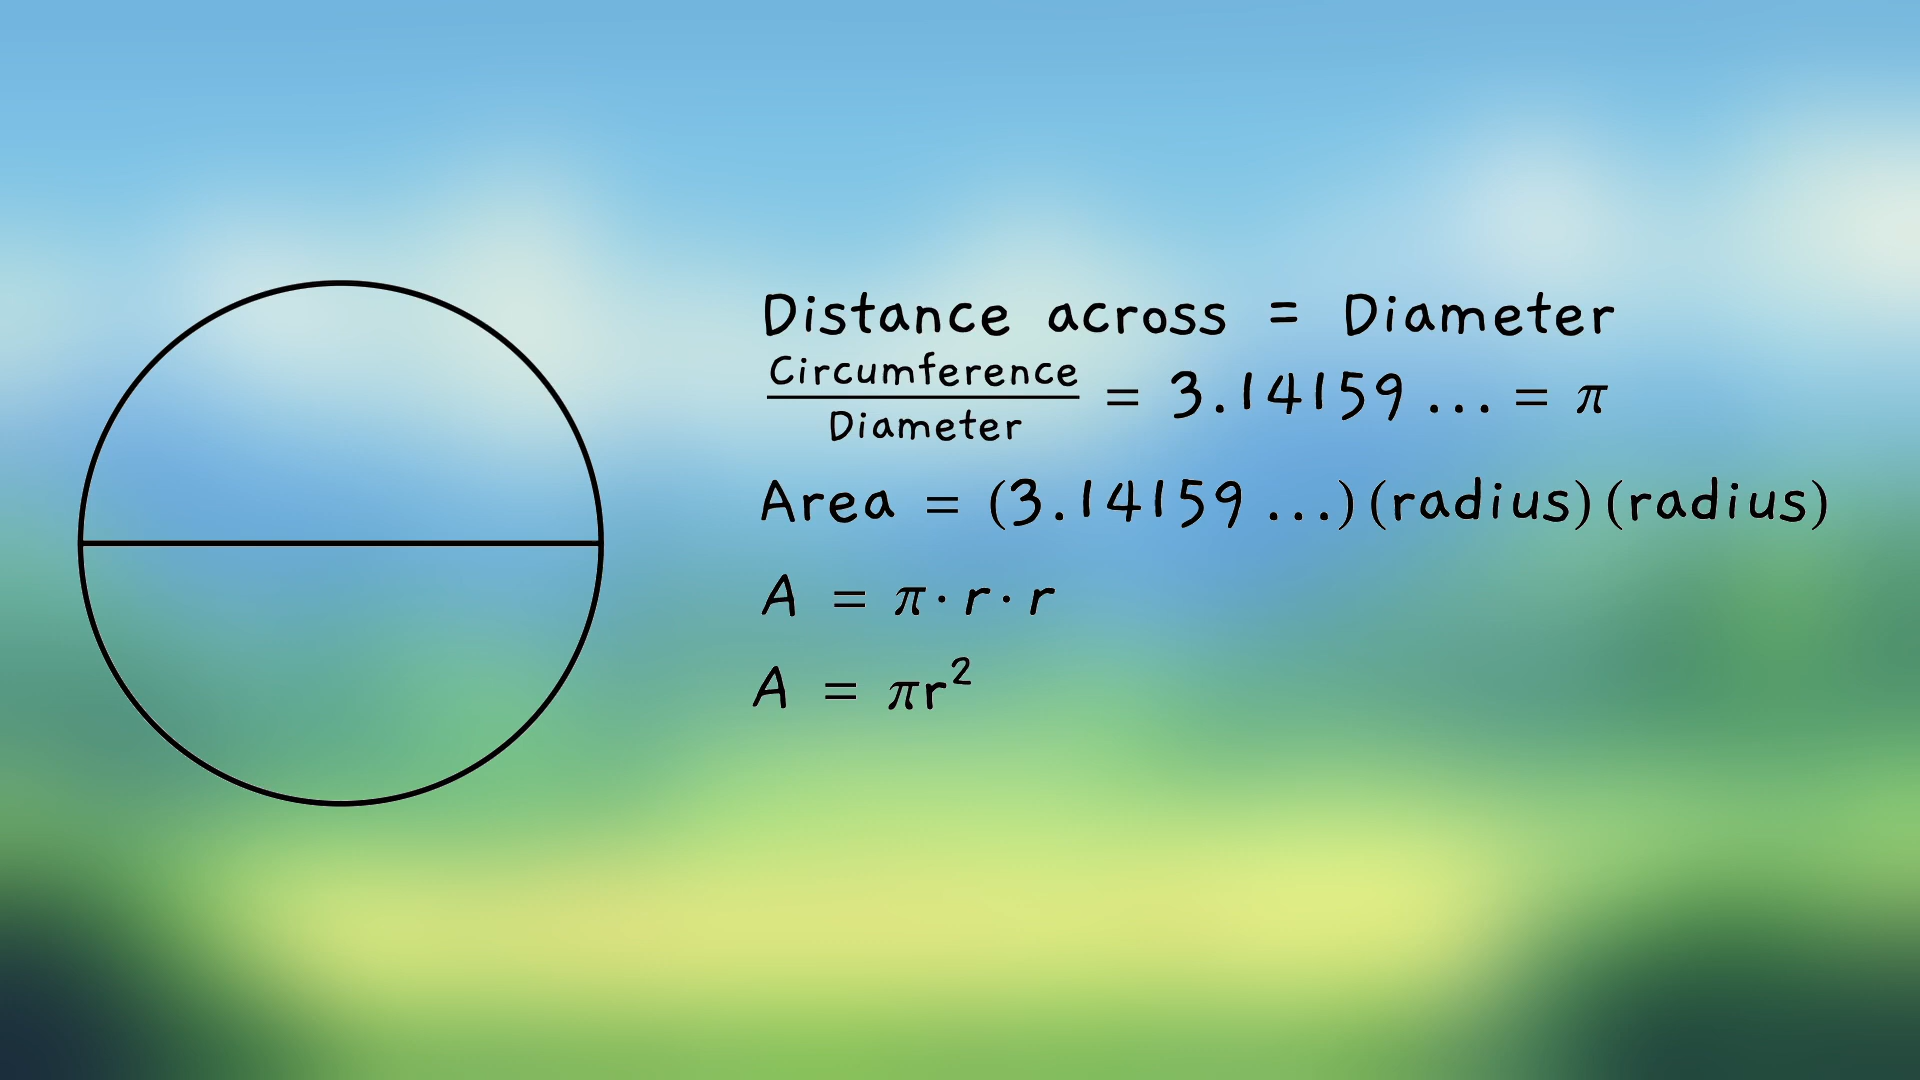 Distance across = Diameter
Circumference / Diameter = 3.14159 ... = π
Area = (3.14159 ...)(radius)(radius)
A = π · r · r
A = πr²